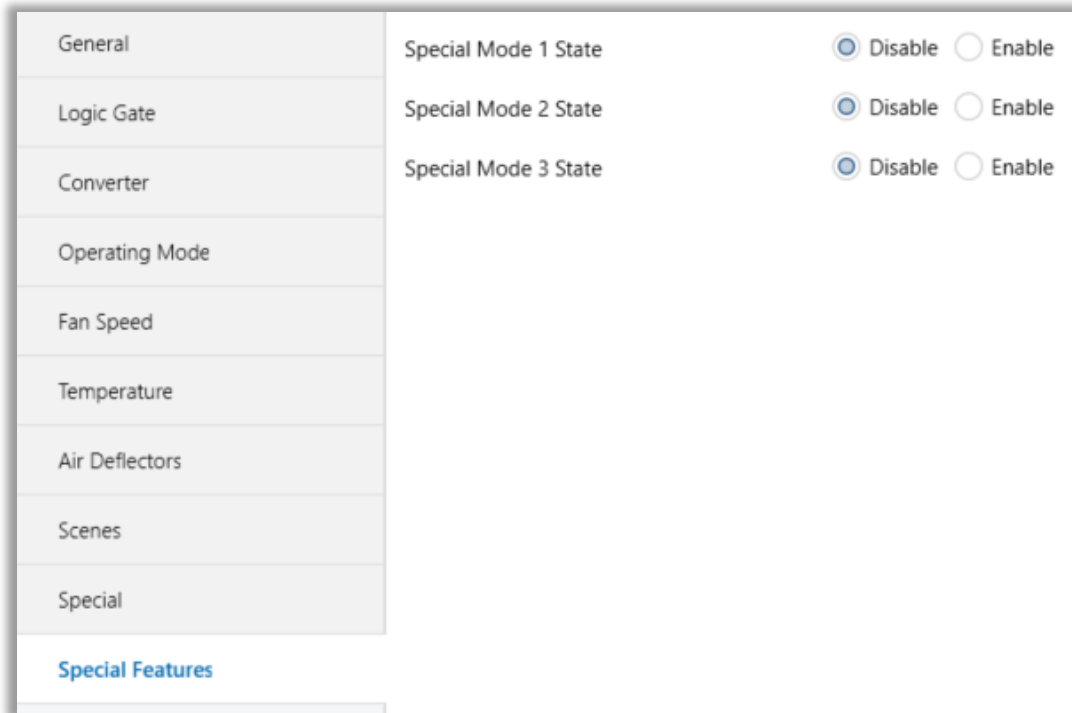 General
Logic Gate
Converter
Operating Mode
Fan Speed
Temperature
Air Deflectors
Scenes
Special
Special Features
Special Mode 1 State Disable Enable
Special Mode 2 State Disable Enable
Special Mode 3 State Disable Enable